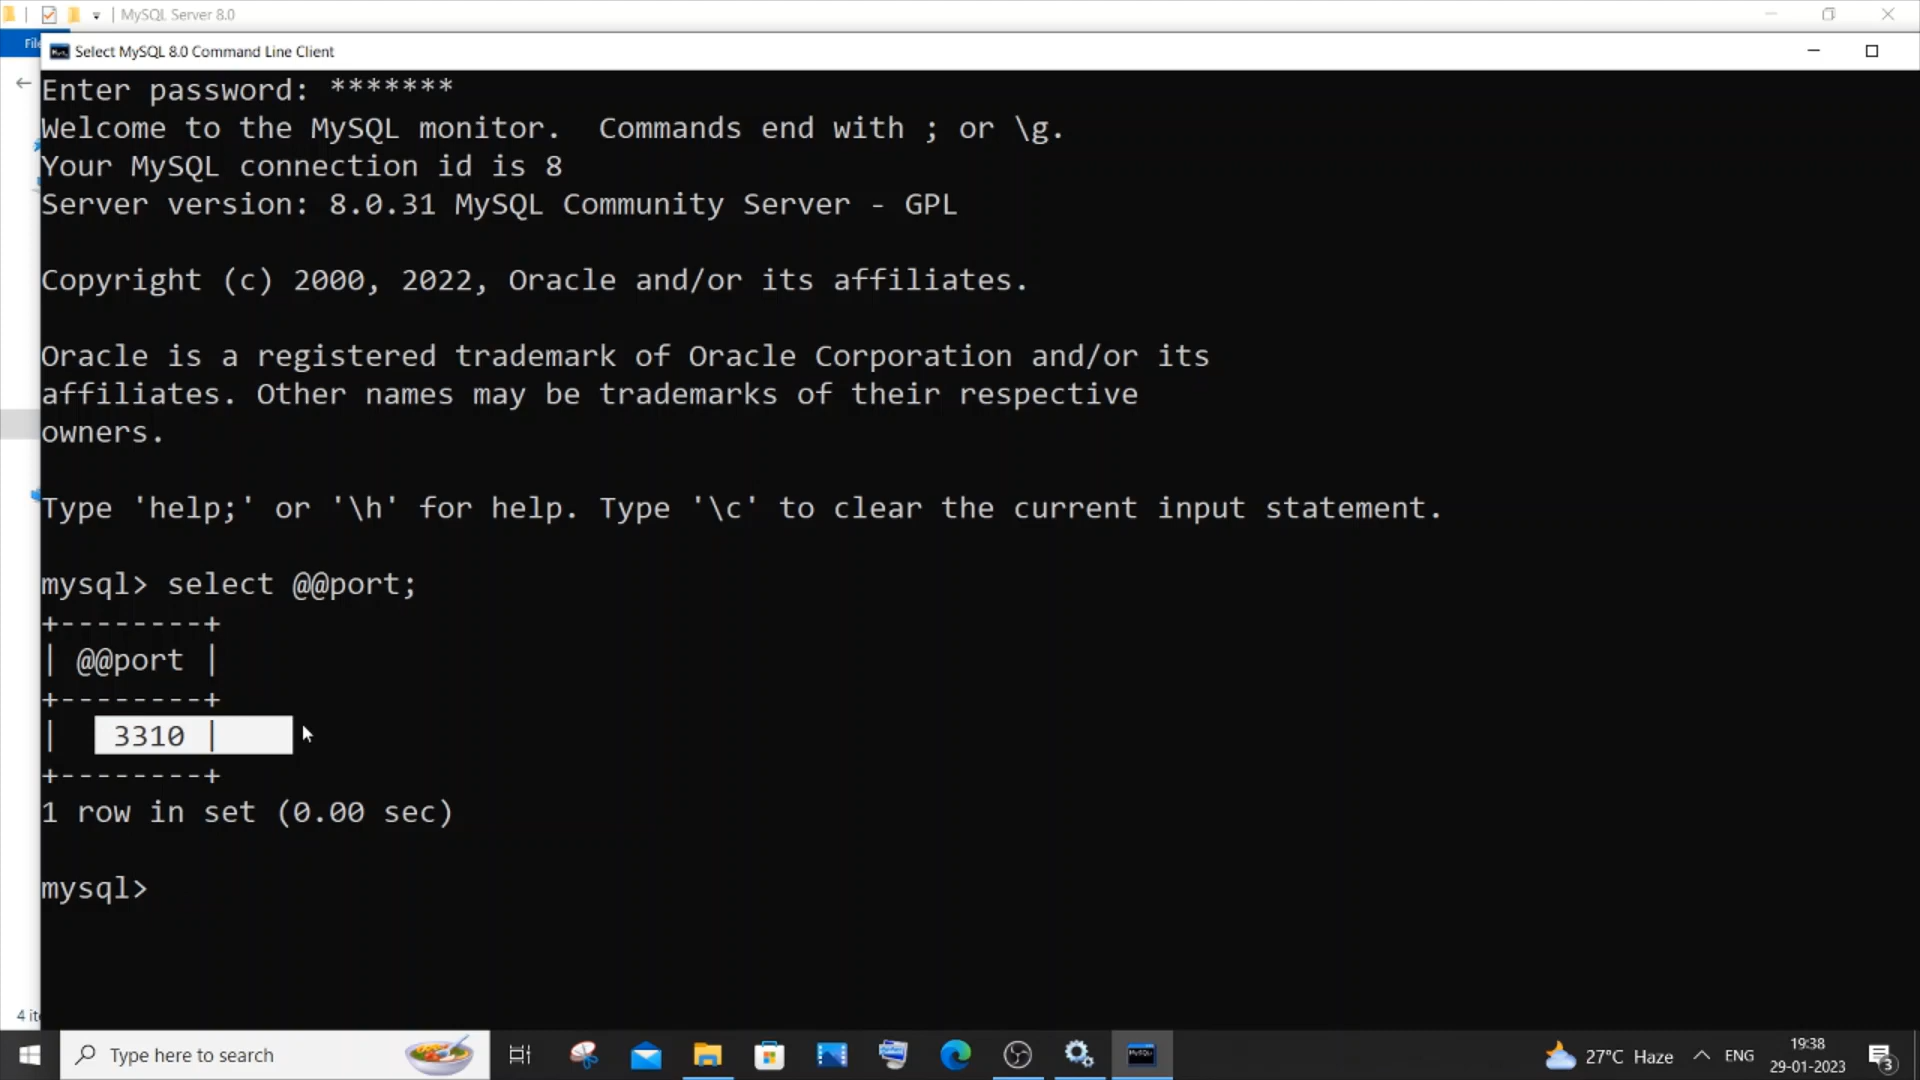 MySQL Server 8.0
File
Select MySQL 8.0 Command Line Client
Enter password: *******
Welcome to the MySQL monitor.  Commands end with ; or \g.
Your MySQL connection id is 8
Server version: 8.0.31 MySQL Community Server - GPL
Copyright (c) 2000, 2022, Oracle and/or its affiliates.
Oracle is a registered trademark of Oracle Corporation and/or its
affiliates. Other names may be trademarks of their respective
owners.
Type 'help;' or '\h' for help. Type '\c' to clear the current input statement.
mysql> select @@port;
+--------+
| @@port |
+--------+
|   3310 |
+--------+
1 row in set (0.00 sec)
mysql>
4
Type here to search
27°C Haze
ENG
19:38
29-01-2023
3